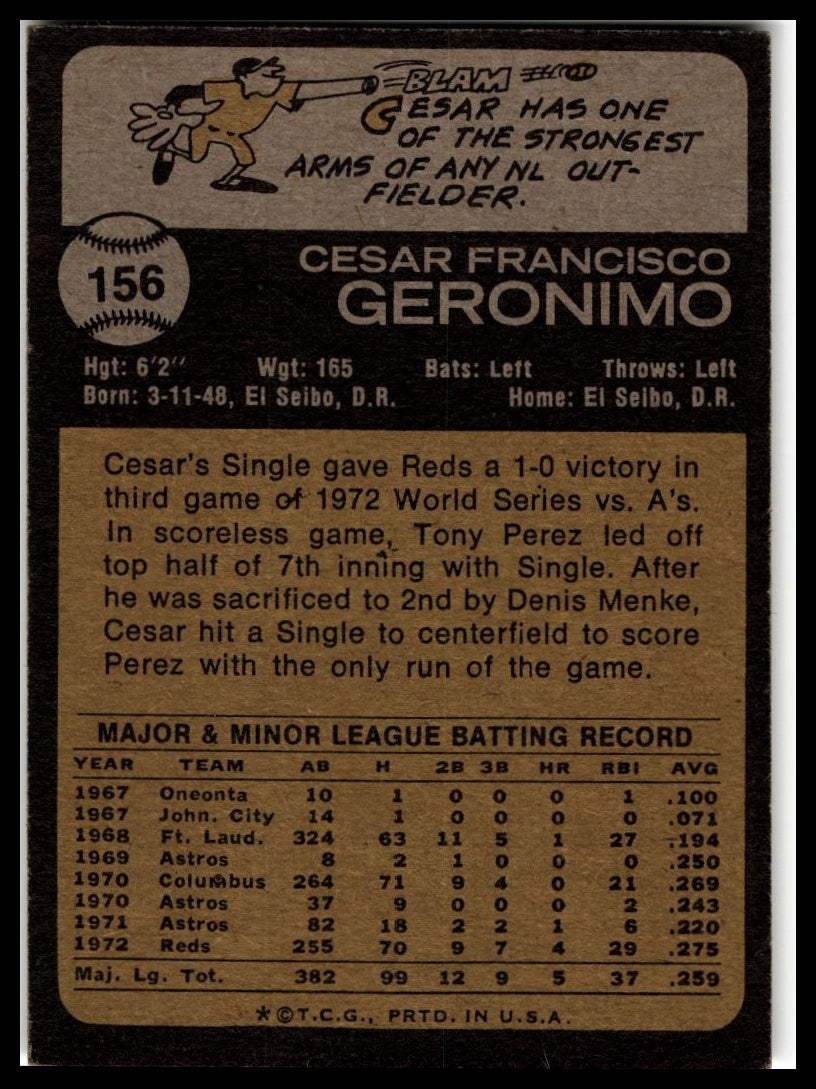 BLAM
CESAR HAS ONE
OF THE STRONGEST
ARMS OF ANY NL OUT-
FIELDER.
156
CESAR FRANCISCO
GERONIMO
Hgt: 6'2" Wgt: 165 Bats: Left Throws: Left
Born: 3-11-48, El Seibo, D.R. Home: El Seibo, D.R.
Cesar's Single gave Reds a 1-0 victory in
third game of 1972 World Series vs. A's.
In scoreless game, Tony Perez led off
top half of 7th inning with Single. After
he was sacrificed to 2nd by Denis Menke,
Cesar hit a Single to centerfield to score
Perez with the only run of the game.
MAJOR & MINOR LEAGUE BATTING RECORD
YEAR TEAM AB H 2B 3B HR RBI AVG
1967 Oneonta 10 1 0 0 0 1 .100
1967 John. City 14 1 0 0 0 0 .071
1968 Ft. Laud. 324 63 11 5 1 27 .194
1969 Astros 8 2 1 0 0 0 .250
1970 Columbus 264 71 9 4 0 21 .269
1970 Astros 37 9 0 0 0 2 .243
1971 Astros 82 18 2 2 1 6 .220
1972 Reds 255 70 9 7 4 29 .275
Maj. Lg. Tot. 382 99 12 9 5 37 .259
*©T.C.G., PRTD. IN U.S.A.